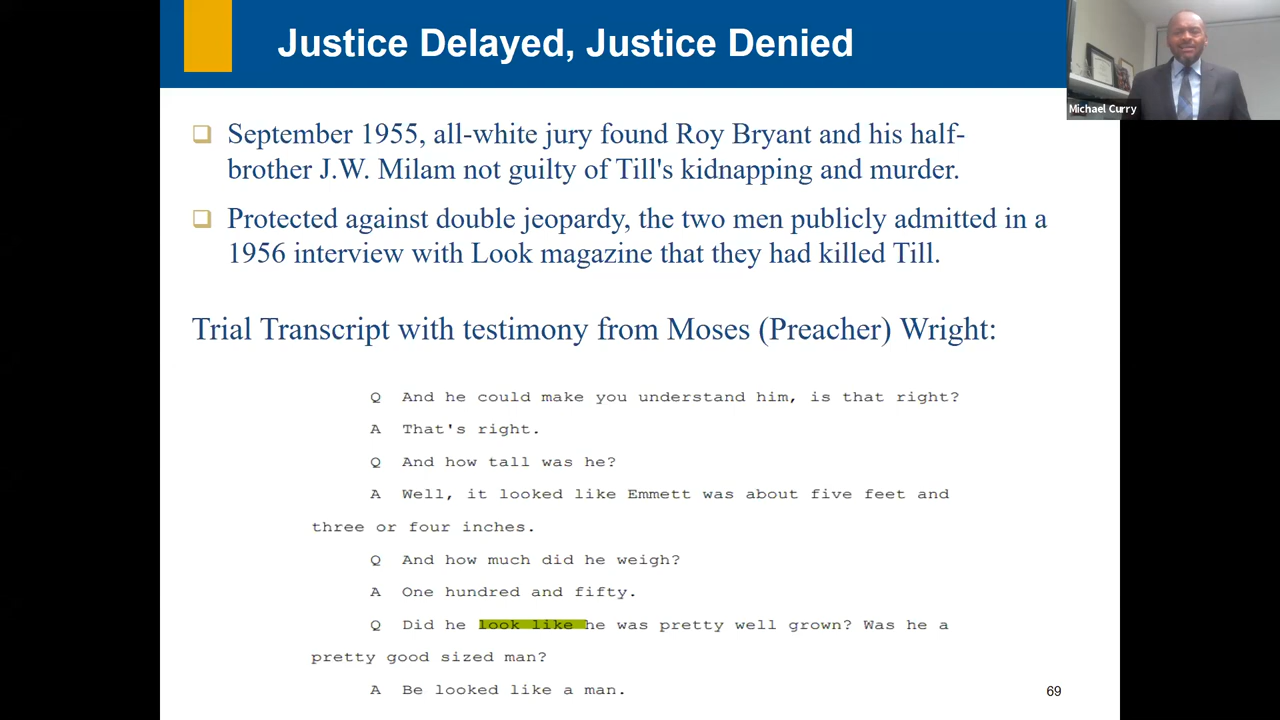 Justice Delayed, Justice Denied
Michael Curry
September 1955, all-white jury found Roy Bryant and his half-
brother J.W. Milam not guilty of Till's kidnapping and murder.
Protected against double jeopardy, the two men publicly admitted in a
1956 interview with Look magazine that they had killed Till.
Trial Transcript with testimony from Moses (Preacher) Wright:
Q And he could make you understand him, is that right?
A That's right.
Q And how tall was he?
A Well, it looked like Emmett was about five feet and
three or four inches.
Q And how much did he weigh?
A One hundred and fifty.
Q Did he look like he was pretty well grown? Was he a
pretty good sized man?
A Be looked like a man.
69